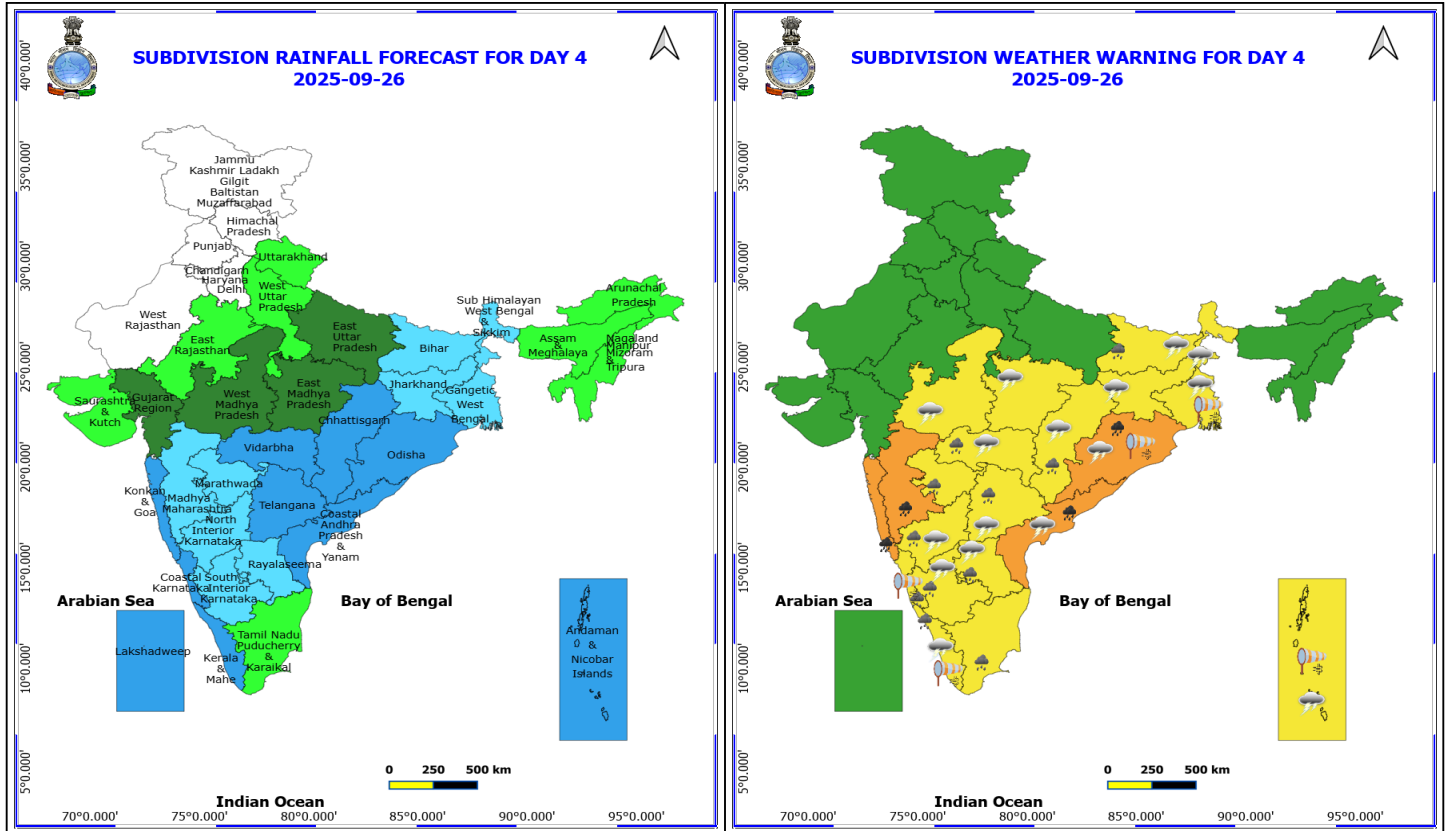 SUBDIVISION RAINFALL FORECAST FOR DAY 4
2025-09-26
40°0.000'
35°0.000'
30°0.000'
25°0.000'
20°0.000'
15°0.000'
10°0.000'
5°0.000'
Jammu
Kashmir Ladakh
Gilgit
Baltistan
Muzaffarabad
Himachal
Pradesh
Punjab
Chandigarh
Haryana
Delhi
Uttarakhand
West
Uttar
Pradesh
West
Rajasthan
East
Rajasthan
East
Uttar
Pradesh
Sub Himalayan
West Bengal
&
Sikkim
Arunachal
Pradesh
Assam
&
Meghalaya
Nagaland
Manipur
Mizoram
&
Tripura
Bihar
Jharkhand
Gangetic
West
Bengal
Saurashtra
&
Kutch
Gujarat
Region
West
Madhya
Pradesh
East
Madhya
Pradesh
Chhattisgarh
Vidarbha
Odisha
Konkan
&
Goa
Marathwada
Madhya
Maharashtra
North
Interior
Karnataka
Telangana
Coastal
Andhra
Pradesh
&
Yanam
Rayalaseema
Coastal
Karnataka
South
Interior
Karnataka
Arabian Sea
Bay of Bengal
Tamil Nadu
Puducherry
&
Karaikal
Kerala
&
Mahe
Lakshadweep
Andaman
&
Nicobar
Islands
0 250 500 km
Indian Ocean
70°0.000' 75°0.000' 80°0.000' 85°0.000' 90°0.000' 95°0.000'
SUBDIVISION WEATHER WARNING FOR DAY 4
2025-09-26
40°0.000'
35°0.000'
30°0.000'
25°0.000'
20°0.000'
15°0.000'
10°0.000'
5°0.000'
Arabian Sea
Bay of Bengal
0 250 500 km
Indian Ocean
70°0.000' 75°0.000' 80°0.000' 85°0.000' 90°0.000' 95°0.000'